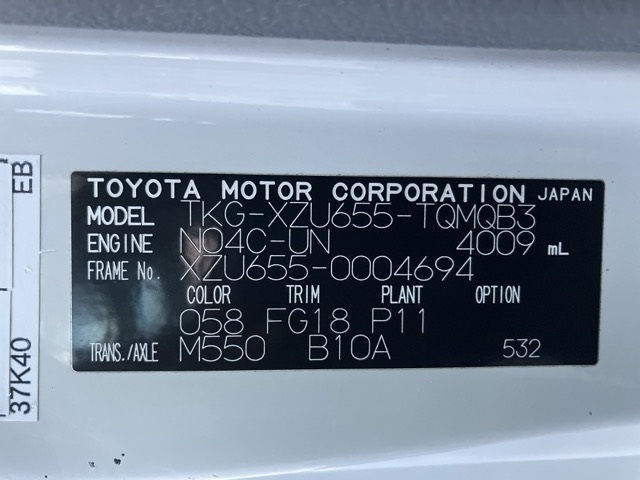 TOYOTA MOTOR CORPORATION JAPAN
MODEL TKG-XZU655-TQMQB3
ENGINE N04C-UN 4009 mL
FRAME No. XZU655-0004694
COLOR TRIM PLANT OPTION
058 FG18 P11
TRANS./AXLE M550 B10A 532
EB
37K40